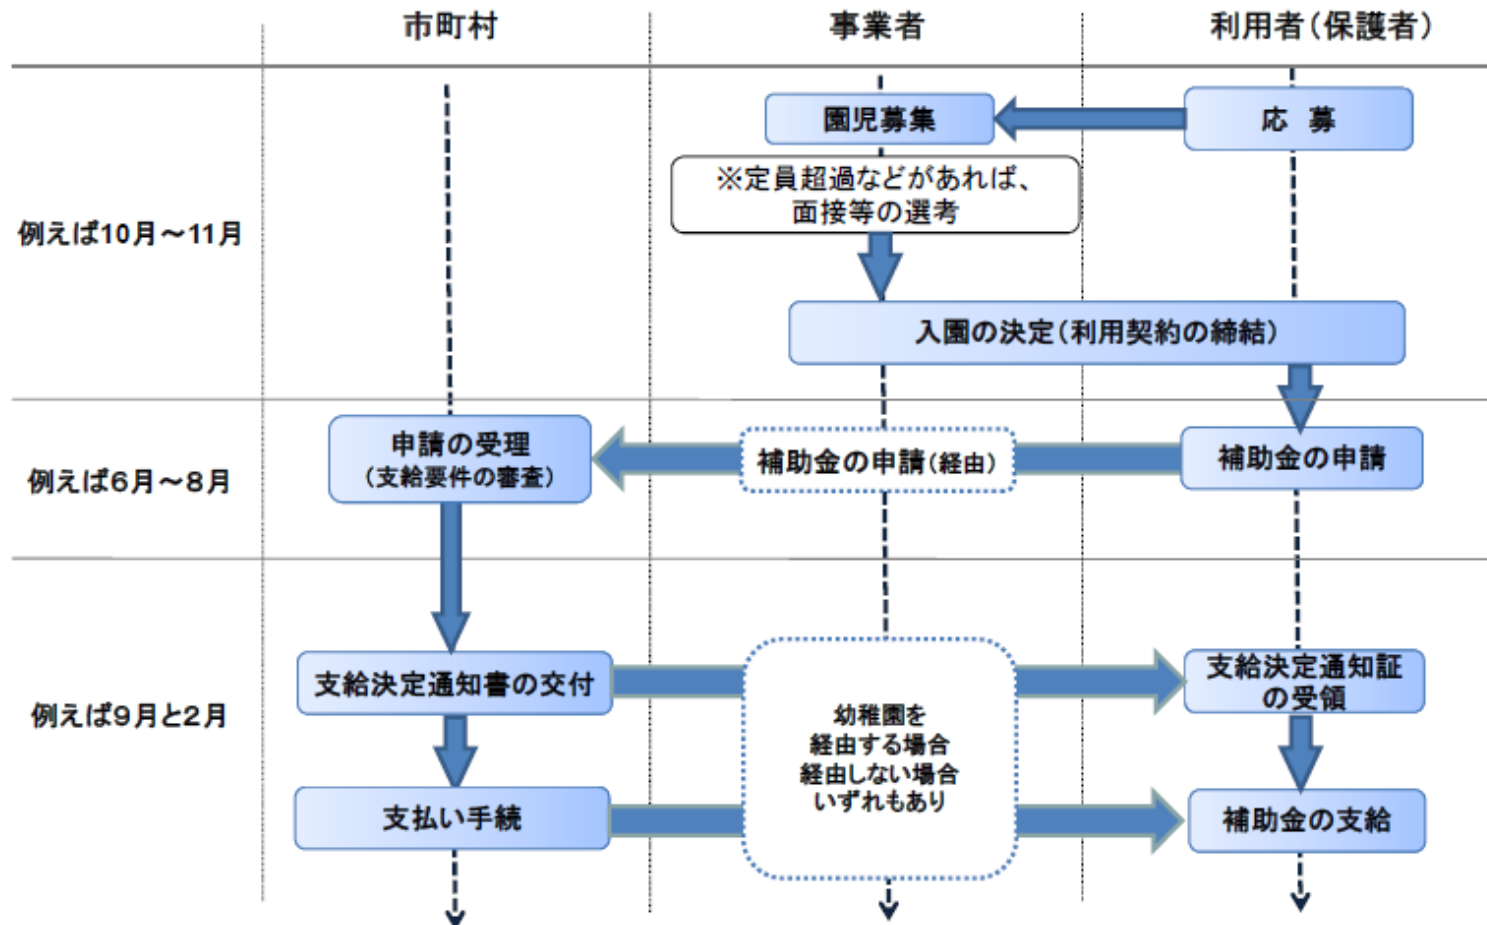 市町村
事業者
利用者(保護者)
例えば10月～11月
園児募集
応　募
※定員超過などがあれば、
面接等の選考
入園の決定(利用契約の締結)
例えば6月～8月
申請の受理
(支給要件の審査)
補助金の申請(経由)
補助金の申請
例えば9月と2月
支給決定通知書の交付
幼稚園を
経由する場合
経由しない場合
いずれもあり
支給決定通知証
の受領
支払い手続
補助金の支給